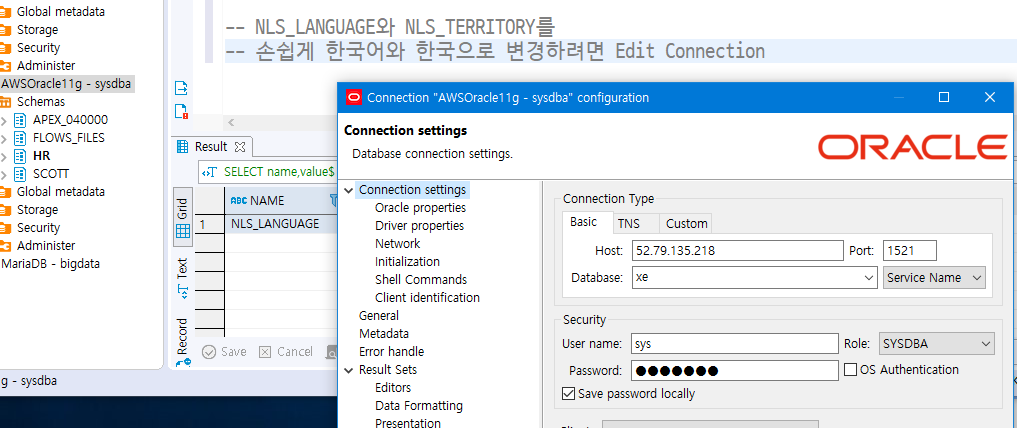 Global metadata
Storage
Security
Administer
AWSOracle11g - sysdba
Schemas
APEX_040000
FLOWS_FILES
HR
SCOTT
Global metadata
Storage
Security
Administer
MariaDB - bigdata
g - sysdba
-- NLS_LANGUAGE와 NLS_TERRITORY를
-- 손쉽게 한국어와 한국으로 변경하려면 Edit Connection
Result
SELECT name,value$
Grid
Text
Record
ABC NAME
1 NLS_LANGUAGE
Save Cancel
Connection "AWSOracle11g - sysdba" configuration
Connection settings
Database connection settings.
ORACLE
Connection settings
Oracle properties
Driver properties
Network
Initialization
Shell Commands
Client identification
General
Metadata
Error handle
Result Sets
Editors
Data Formatting
Presentation
Connection Type
Basic TNS Custom
Host: 52.79.135.218 Port: 1521
Database: xe Service Name
Security
User name: sys Role: SYSDBA
Password: ●●●●●●● OS Authentication
Save password locally